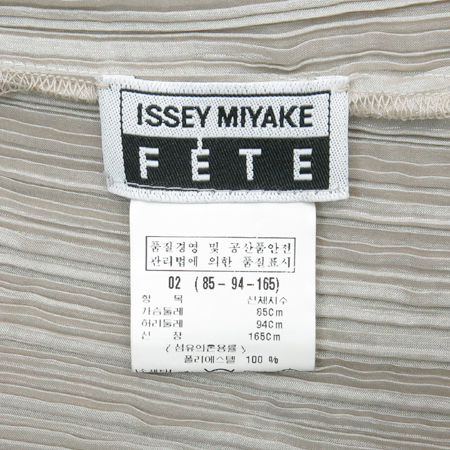 ISSEY MIYAKE
FÊTE
품질경영 및 공산품안전
관리법에 의한 품질표시
02 (85-94-165)
항 목 신체치수
가슴둘레 85Cm
허리둘레 94Cm
신 장 165Cm
(섬유의혼용률)
폴리에스텔 100 %